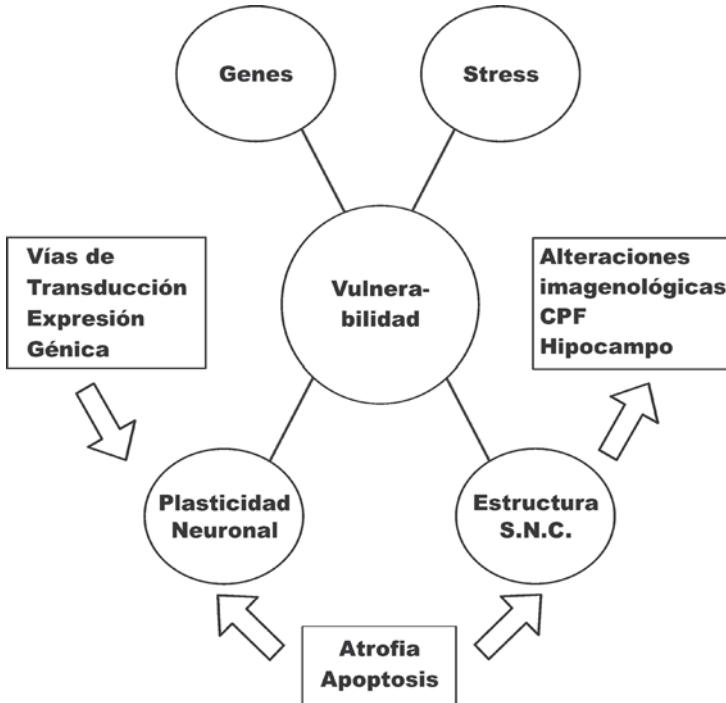 Genes
Stress
Vías de
Transducción
Expresión
Génica
Vulnera-
bilidad
Alteraciones
imagenológicas
CPF
Hipocampo
Plasticidad
Neuronal
Estructura
S.N.C.
Atrofia
Apoptosis